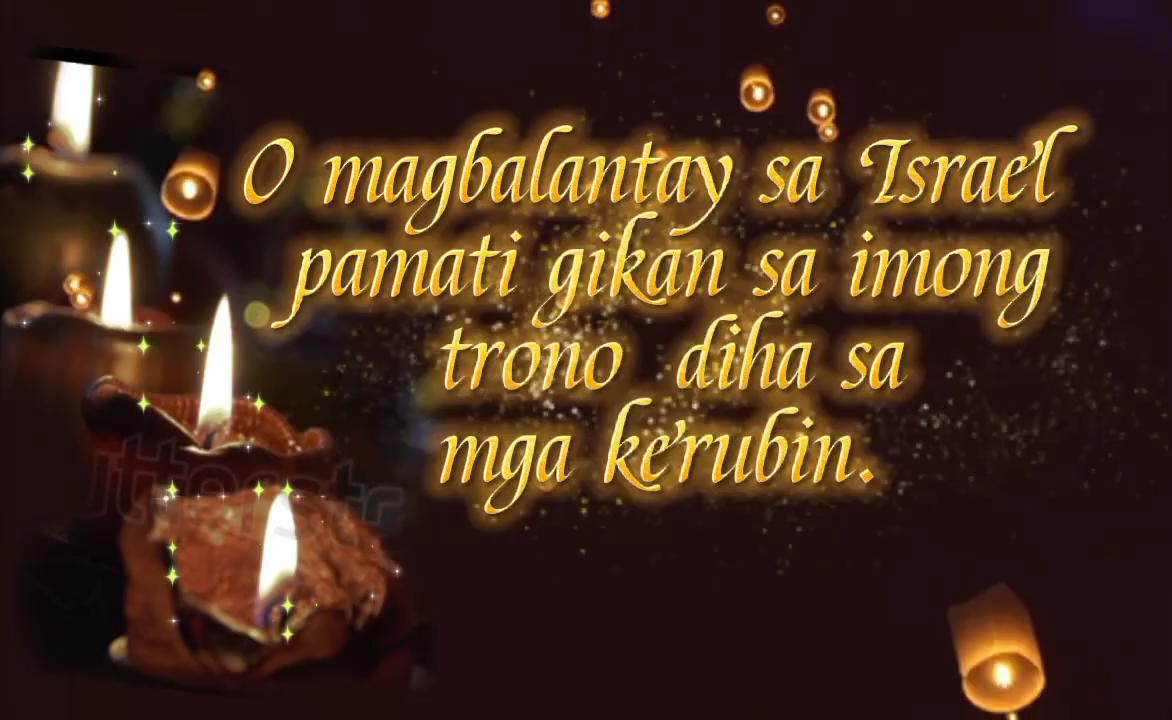 O magbalantay sa Israel
pamati gikan sa imong
trono diha sa
mga kerubin.